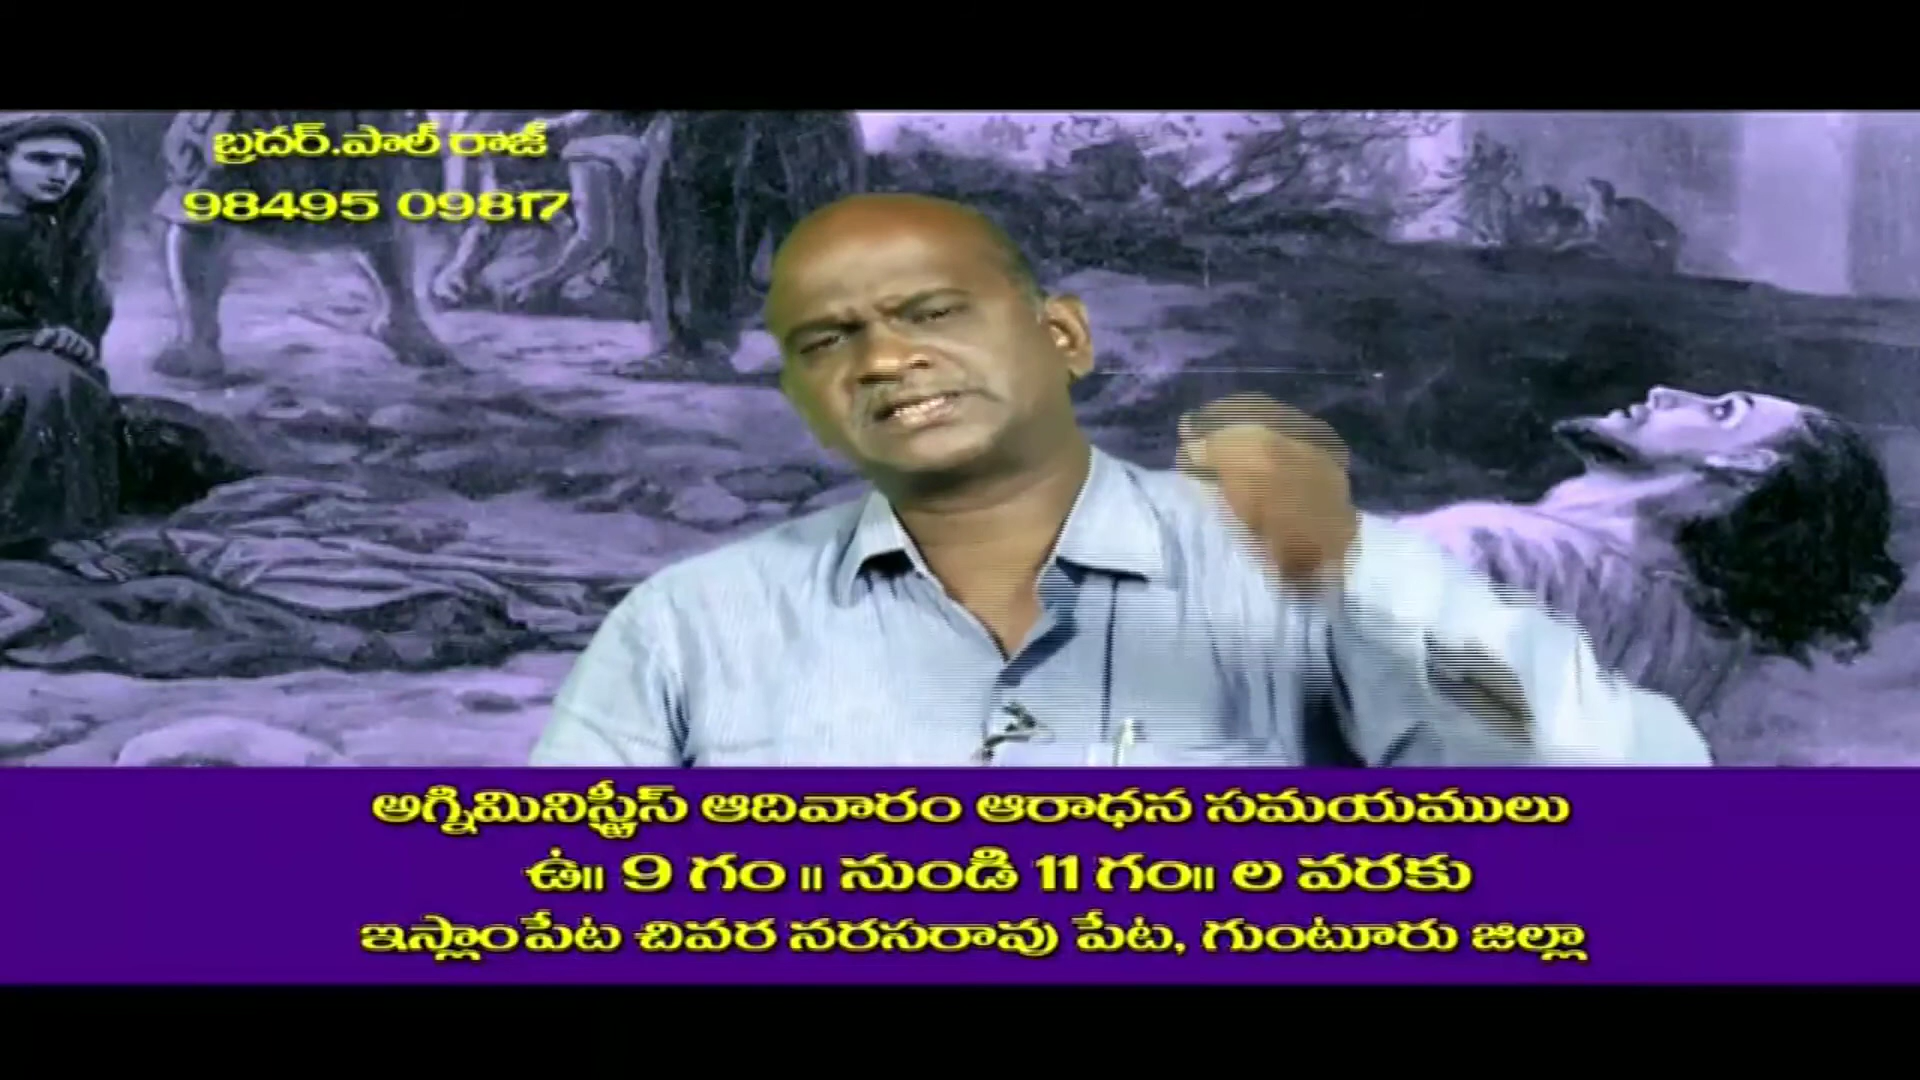 బ్రదర్.పాల్ రాజ్
98495 09817
అగ్నిమినిస్ట్రీస్ ఆదివారం ఆరాధన సమయములు
ఉ॥ 9 గం ॥ నుండి 11 గం॥ ల వరకు
ఇస్లాంపేట చివర నరసరావు పేట, గుంటూరు జిల్లా